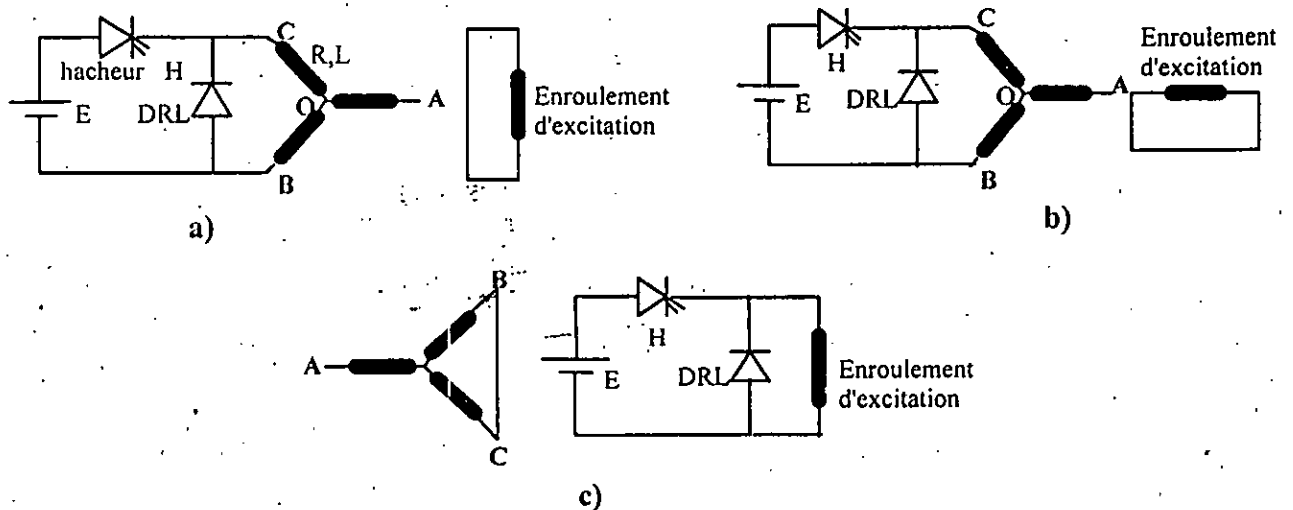 C
R,L
hacheur H
O
A
E
DRL
Enroulement
d'excitation
B
a)
C
Enroulement
d'excitation
H
O
A
E
DRL
B
b)
B
H
A
E
DRL
Enroulement
d'excitation
C
c)